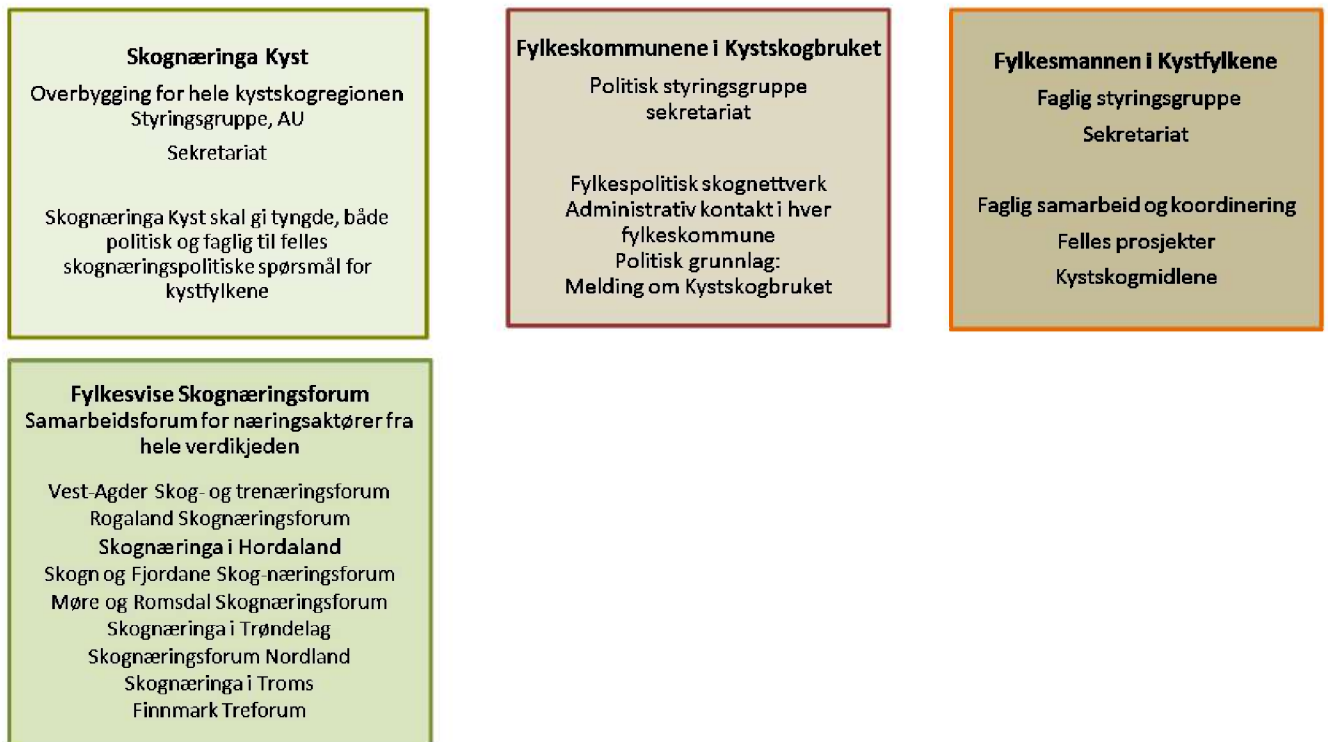 Skognæringa Kyst
Overbygging for hele kystskogregionen
Styringsgruppe, AU
Sekretariat
Skognæringa Kyst skal gi tyngde, både
politisk og faglig til felles
skognæringspolitiske spørsmål for
kystfylkene
Fylkeskommunene i Kystskogbruket
Politisk styringsgruppe
sekretariat
Fylkespolitisk skognettverk
Administrativ kontakt i hver
fylkeskommune
Politisk grunnlag:
Melding om Kystskogbruket
Fylkesmannen i Kystfylkene
Faglig styringsgruppe
Sekretariat
Faglig samarbeid og koordinering
Felles prosjekter
Kystskogmidlene
Fylkesvise Skognæringsforum
Samarbeidsforum for næringsaktører fra
hele verdikjeden
Vest-Agder Skog- og trenæringsforum
Rogaland Skognæringsforum
Skognæringa i Hordaland
Skogn og Fjordane Skog-næringsforum
Møre og Romsdal Skognæringsforum
Skognæringa i Trøndelag
Skognæringsforum Nordland
Skognæringa i Troms
Finnmark Treforum